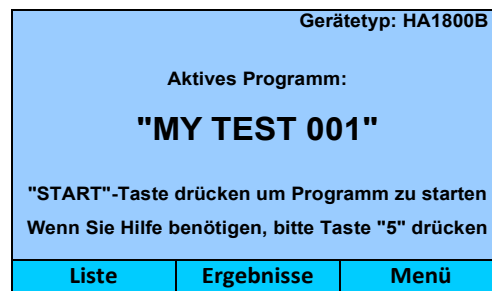 Gerätetyp: HA1800B
Aktives Programm:
"MY TEST 001"
"START"-Taste drücken um Programm zu starten
Wenn Sie Hilfe benötigen, bitte Taste "5" drücken
Liste Ergebnisse Menü